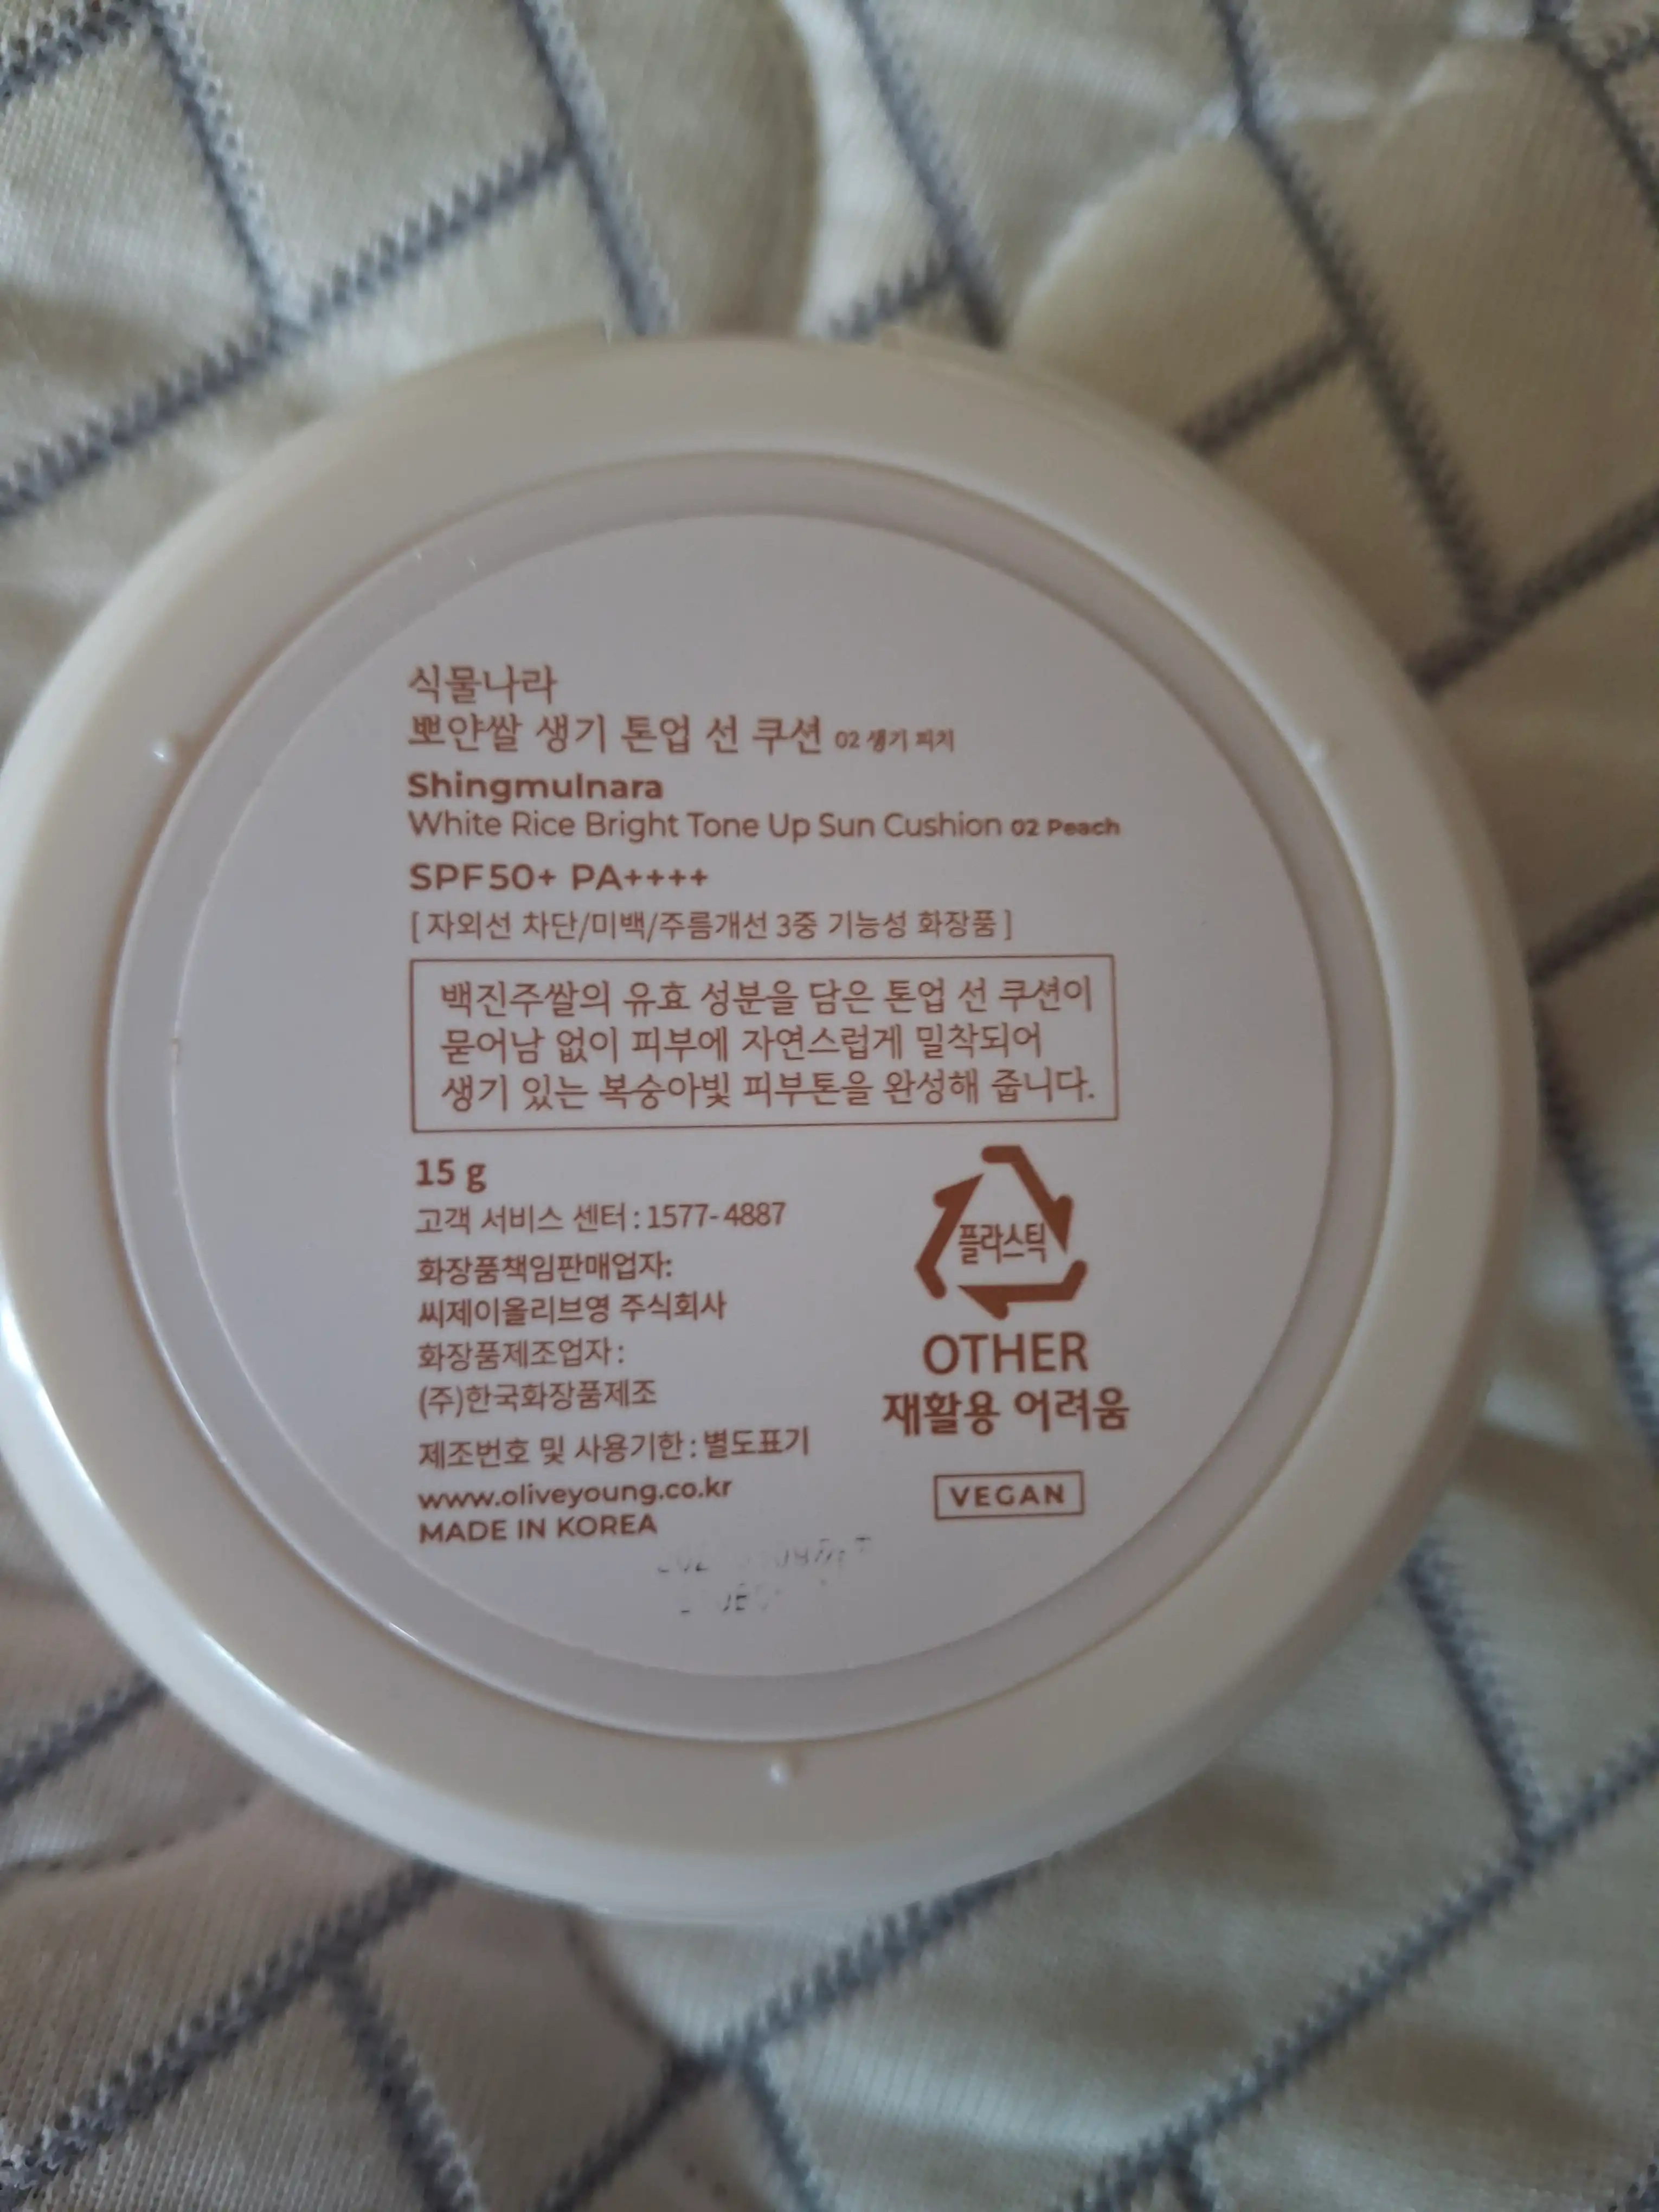 식물나라
뽀얀쌀 생기 톤업 선 쿠션 02 생기 피치
Shingmulnara
White Rice Bright Tone Up Sun Cushion 02 Peach
SPF50+ PA++++
[ 자외선 차단/미백/주름개선 3중 기능성 화장품 ]
백진주쌀의 유효 성분을 담은 톤업 선 쿠션이
묻어남 없이 피부에 자연스럽게 밀착되어
생기 있는 복숭아빛 피부톤을 완성해 줍니다.
15 g
고객 서비스 센터 : 1577-4887
화장품책임판매업자:
씨제이올리브영 주식회사
화장품제조업자 :
(주)한국화장품제조
제조번호 및 사용기한 : 별도표기
www.oliveyoung.co.kr
MADE IN KOREA
플라스틱
OTHER
재활용 어려움
VEGAN